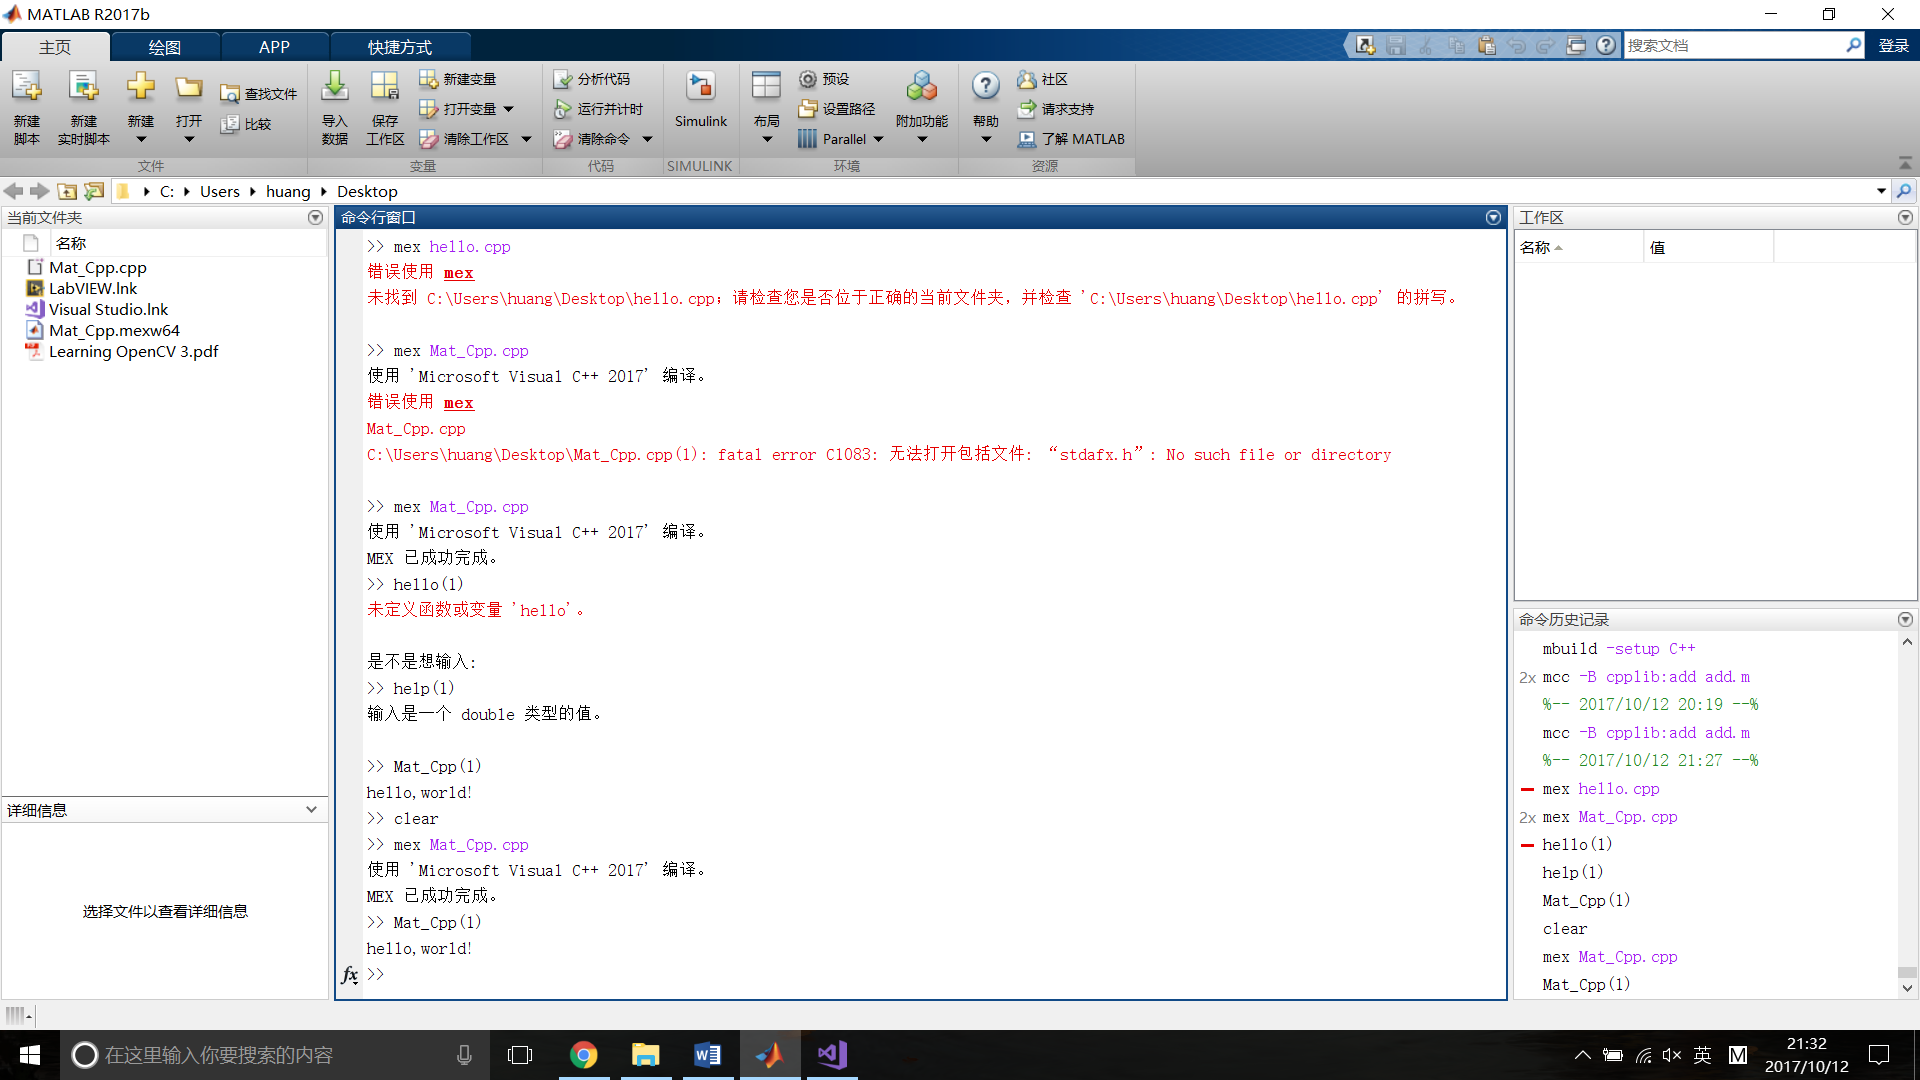 MATLAB R2017b
主页
绘图
APP
快捷方式
搜索文档
登录
新建
脚本
新建
实时脚本
新建
打开
查找文件
比较
导入
数据
保存
工作区
新建变量
打开变量
清除工作区
分析代码
运行并计时
清除命令
Simulink
布局
预设
设置路径
Parallel
附加功能
帮助
社区
请求支持
了解 MATLAB
文件
变量
代码
SIMULINK
环境
资源
C: Users huang Desktop
当前文件夹
名称
Mat_Cpp.cpp
LabVIEW.lnk
Visual Studio.lnk
Mat_Cpp.mexw64
Learning OpenCV 3.pdf
详细信息
选择文件以查看详细信息
命令行窗口
>> mex hello.cpp
错误使用 mex
未找到 C:\Users\huang\Desktop\hello.cpp；请检查您是否位于正确的当前文件夹，并检查 'C:\Users\huang\Desktop\hello.cpp' 的拼写。
>> mex Mat_Cpp.cpp
使用 'Microsoft Visual C++ 2017' 编译。
错误使用 mex
Mat_Cpp.cpp
C:\Users\huang\Desktop\Mat_Cpp.cpp(1): fatal error C1083: 无法打开包括文件: “stdafx.h”: No such file or directory
>> mex Mat_Cpp.cpp
使用 'Microsoft Visual C++ 2017' 编译。
MEX 已成功完成。
>> hello(1)
未定义函数或变量 'hello'。
是不是想输入:
>> help(1)
输入是一个 double 类型的值。
>> Mat_Cpp(1)
hello,world!
>> clear
>> mex Mat_Cpp.cpp
使用 'Microsoft Visual C++ 2017' 编译。
MEX 已成功完成。
>> Mat_Cpp(1)
hello,world!
fx >>
工作区
名称
值
命令历史记录
mbuild -setup C++
2x mcc -B cpplib:add add.m
%-- 2017/10/12 20:19 --%
mcc -B cpplib:add add.m
%-- 2017/10/12 21:27 --%
mex hello.cpp
2x mex Mat_Cpp.cpp
hello(1)
help(1)
Mat_Cpp(1)
clear
mex Mat_Cpp.cpp
Mat_Cpp(1)
在这里输入你要搜索的内容
英
M
21:32
2017/10/12